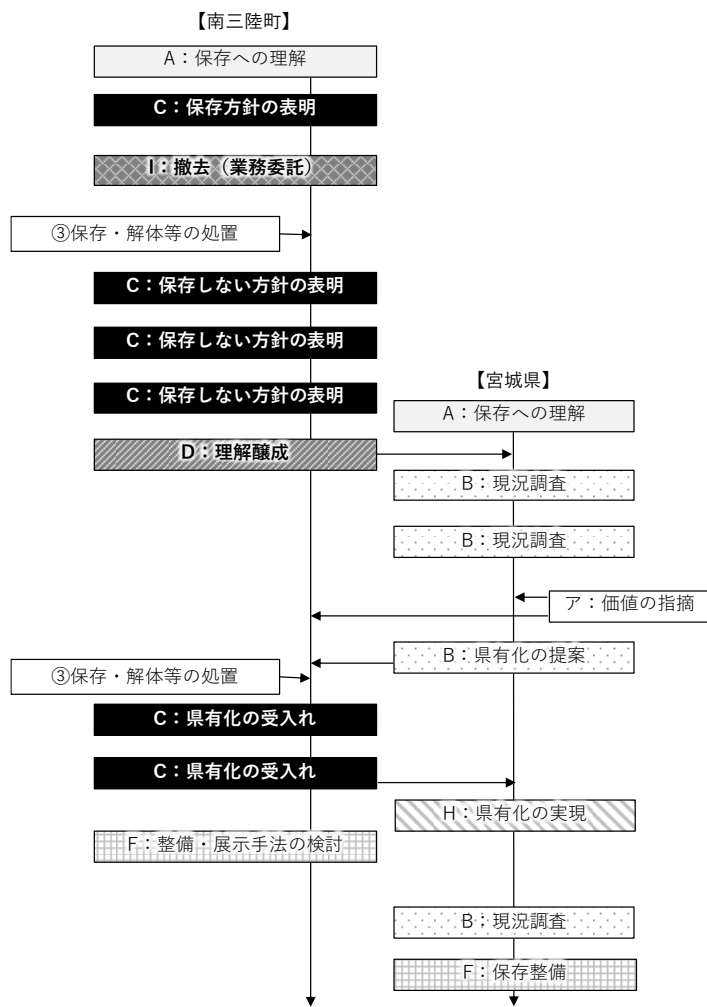 【南三陸町】
A：保存への理解
C：保存方針の表明
I：撤去（業務委託）
③保存・解体等の処置
C：保存しない方針の表明
C：保存しない方針の表明
【宮城県】
C：保存しない方針の表明
A：保存への理解
D：理解醸成
B：現況調査
B：現況調査
ア：価値の指摘
B：県有化の提案
③保存・解体等の処置
C：県有化の受入れ
C：県有化の受入れ
H：県有化の実現
F：整備・展示手法の検討
B：現況調査
F：保存整備